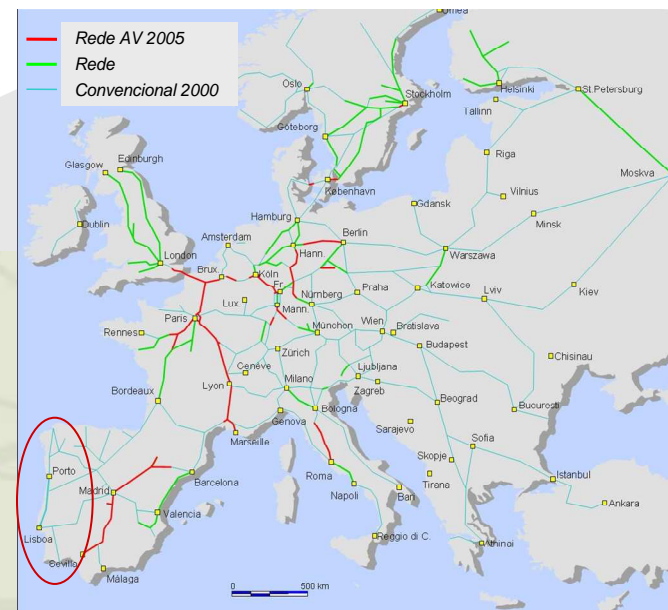 Rede AV 2005
Rede
Convencional 2000
Oslo
Stockholm
Helsinki
St.Petersburg
Tallinn
Göteborg
Riga
Moskva
Glasgow
Edinburgh
København
Vilnius
Gdansk
Minsk
Dublin
Hamburg
Amsterdam
Berlin
London
Hann.
Warszawa
Brux
Köln
Fr.
Praha
Katowice
Lviv
Kiev
Lux
Mann.
Nürnberg
Paris
Rennes
München
Wien
Bratislava
Budapest
Zürich
Chisinau
Genéve
Ljubljana
Bordeaux
Lyon
Milano
Zagreb
Bologna
Beograd
Bucuresti
Genova
Marseille
Sarajevo
Sofia
Skopje
Porto
Madrid
Barcelona
Roma
Tirana
Istanbul
Napoli
Bari
Ankara
Valencia
Lisboa
Reggio di C.
Athinai
Sevilla
Málaga
0 500 km